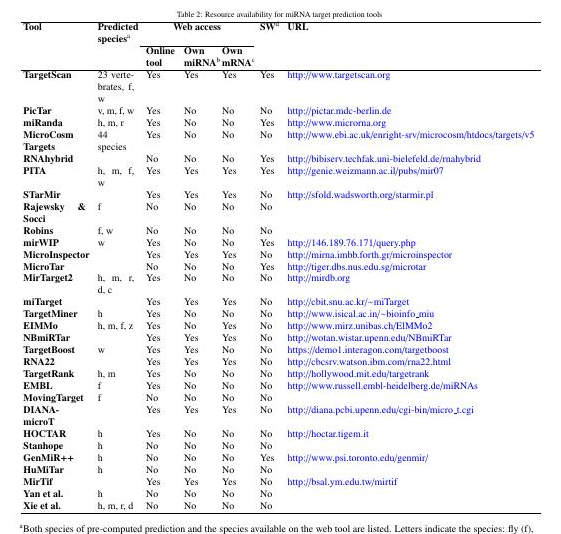 Table 2: Resource availability for miRNA target prediction tools
Tool Predicted Web access SWᵃ URL
speciesᵃ
Online Own Own
tool miRNAᵇ mRNAᶜ
TargetScan 23 verte- Yes Yes Yes Yes http://www.targetscan.org
brates, f,
w
PicTar v, m, f, w Yes No No No http://pictar.mdc-berlin.de
miRanda h, m, r Yes No No Yes http://www.microrna.org
MicroCosm 44 Yes No No No http://www.ebi.ac.uk/enright-srv/microcosm/htdocs/targets/v5
Targets species
RNAhybrid No No No Yes http://bibiserv.techfak.uni-bielefeld.de/rnahybrid
PITA h, m, f, Yes Yes Yes Yes http://genie.weizmann.ac.il/pubs/mir07
w
STarMir Yes Yes Yes No http://sfold.wadsworth.org/starmir.pl
Rajewsky & f No No No No
Socci
Robins f, w No No No No
mirWIP w Yes No No Yes http://146.189.76.171/query.php
MicroInspector Yes Yes Yes No http://mirna.imbb.forth.gr/microinspector
MicroTar No No No Yes http://tiger.dbs.nus.edu.sg/microtar
MirTarget2 h, m, r, Yes No No No http://mirdb.org
d, c
miTarget Yes Yes Yes No http://cbit.snu.ac.kr/~miTarget
TargetMiner h Yes No No No http://www.isical.ac.in/~bioinfo_miu
EIMMo h, m, f, z Yes No Yes No http://www.mirz.unibas.ch/ElMMo2
NBmiRTar Yes Yes Yes No http://wotan.wistar.upenn.edu/NBmiRTar
TargetBoost w Yes Yes No No https://demo1.interagon.com/targetboost
RNA22 Yes Yes Yes No http://cbcsrv.watson.ibm.com/rna22.html
TargetRank h, m Yes Yes No No http://hollywood.mit.edu/targetrank
EMBL f Yes No No No http://www.russell.embl-heidelberg.de/miRNAs
MovingTarget f No No No No
DIANA- Yes Yes Yes No http://diana.pcbi.upenn.edu/cgi-bin/micro_t.cgi
microT
HOCTAR h Yes No No No http://hoctar.tigem.it
Stanhope h No No No No
GenMiR++ h No No No Yes http://www.psi.toronto.edu/genmir/
HuMiTar h No No No No
MirTif Yes Yes Yes No http://bsal.ym.edu.tw/mirtif
Yan et al. h No No No No
Xie et al. h, m, r, d No No No No
ᵃBoth species of pre-computed prediction and the species available on the web tool are listed. Letters indicate the species: fly (f),